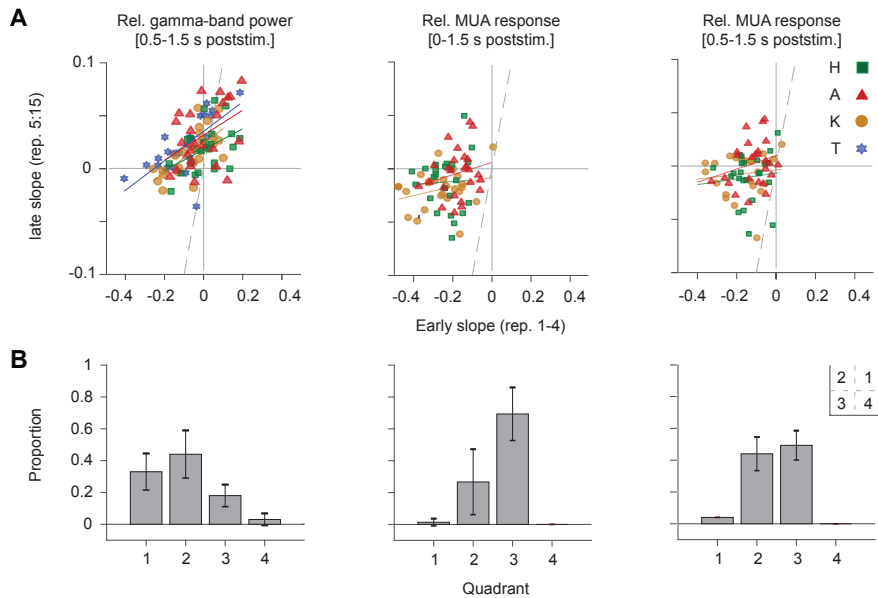 A
Rel. gamma-band power
[0.5-1.5 s poststim.]
Rel. MUA response
[0-1.5 s poststim.]
Rel. MUA response
[0.5-1.5 s poststim.]
H
A
K
T
late slope (rep. 5:15)
0.1
0
-0.1
-0.4 -0.2 0 0.2 0.4
-0.4 -0.2 0 0.2 0.4
-0.4 -0.2 0 0.2 0.4
Early slope (rep. 1-4)
B
Proportion
1
0.8
0.6
0.4
0.2
0
2 1
3 4
1 2 3 4
1 2 3 4
1 2 3 4
Quadrant